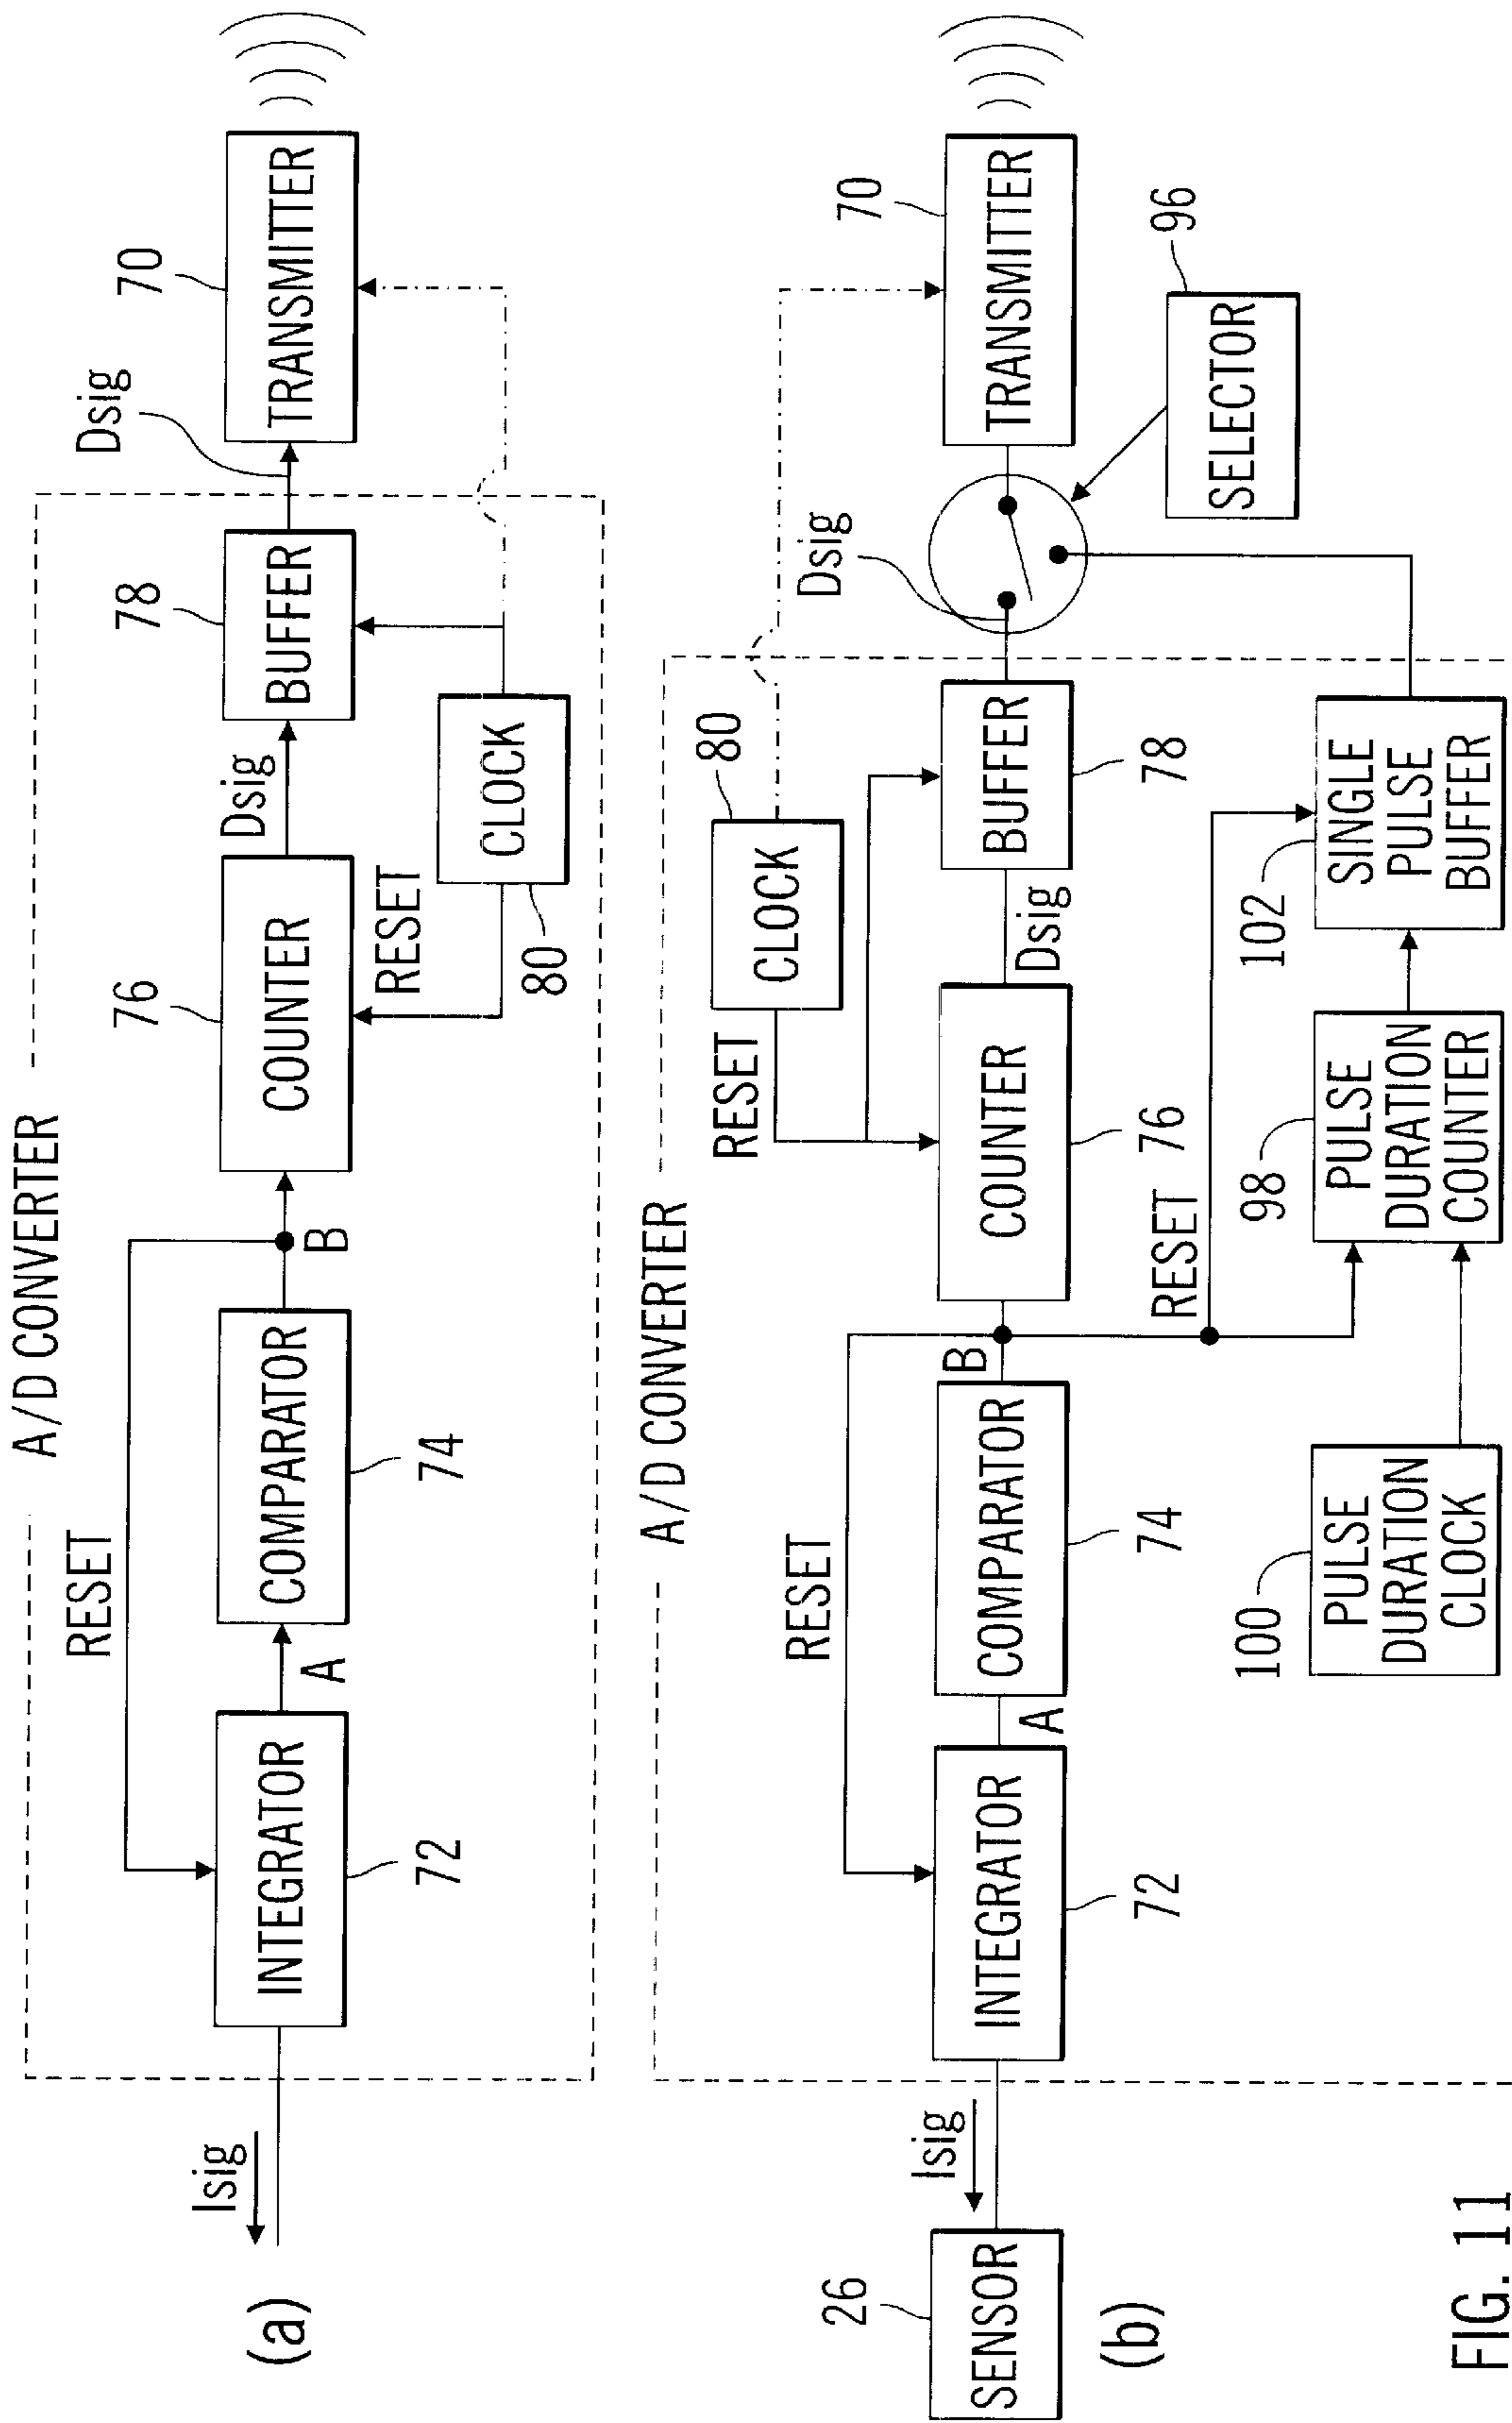 A/D CONVERTER
RESET
Isig
INTEGRATOR
72
A
COMPARATOR
74
B
COUNTER
76
RESET
Dsig
BUFFER
78
CLOCK
80
Dsig
TRANSMITTER
70
(a)
A/D CONVERTER
26
SENSOR
Isig
RESET
INTEGRATOR
72
A
COMPARATOR
74
B
RESET
CLOCK
80
COUNTER
76
Dsig
BUFFER
78
Dsig
TRANSMITTER
70
SELECTOR
96
RESET
100
PULSE
DURATION
CLOCK
98
PULSE
DURATION
COUNTER
102
SINGLE
PULSE
BUFFER
(b)
FIG. 11